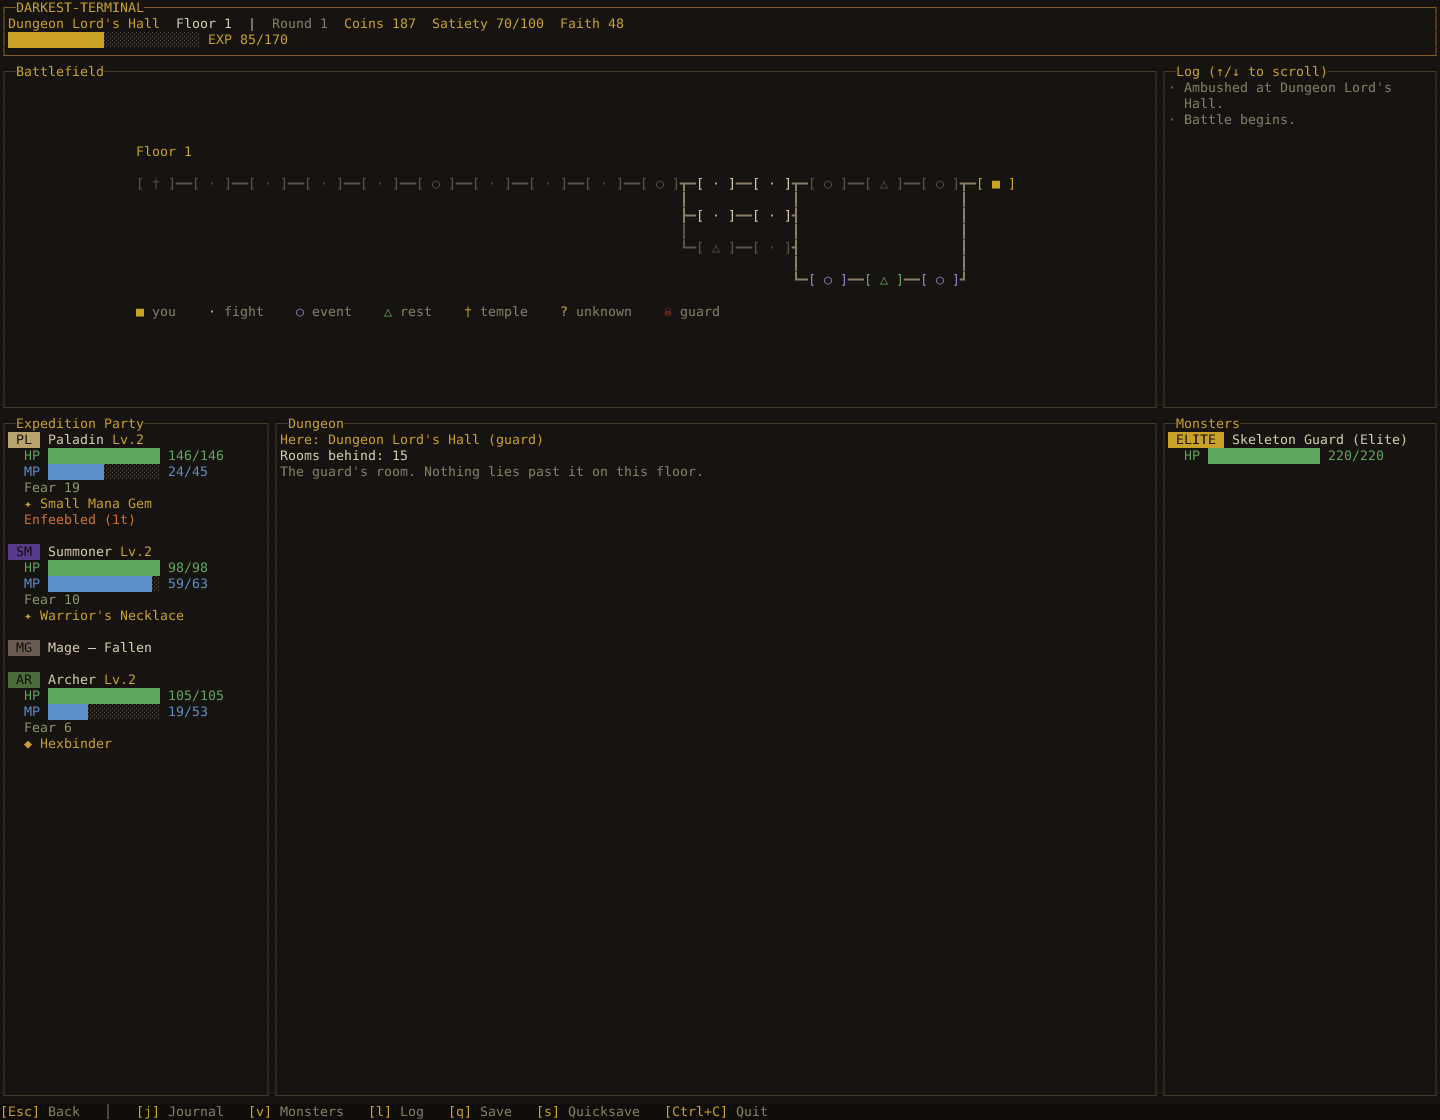 DARKEST-TERMINAL
Dungeon Lord's Hall  Floor 1  |  Round 1  Coins 187  Satiety 70/100  Faith 48
EXP 85/170
Battlefield
Floor 1
[ † ]──[ · ]──[ · ]──[ · ]──[ · ]──[ ○ ]──[ · ]──[ · ]──[ · ]──[ ○ ]┬─[ · ]──[ · ]┬─[ ○ ]──[ △ ]──[ ○ ]┬─[ ■ ]
├─[ · ]──[ · ]┤
└─[ △ ]──[ · ]┤
└─[ ○ ]──[ △ ]──[ ○ ]┘
■ you  · fight  ○ event  △ rest  † temple  ? unknown  ☠ guard
Log (↑/↓ to scroll)
· Ambushed at Dungeon Lord's
Hall.
· Battle begins.
Expedition Party
PL  Paladin Lv.2
HP 146/146
MP 24/45
Fear 19
✦ Small Mana Gem
Enfeebled (1t)
SM  Summoner Lv.2
HP 98/98
MP 59/63
Fear 10
✦ Warrior's Necklace
MG  Mage — Fallen
AR  Archer Lv.2
HP 105/105
MP 19/53
Fear 6
◆ Hexbinder
Dungeon
Here: Dungeon Lord's Hall (guard)
Rooms behind: 15
The guard's room. Nothing lies past it on this floor.
Monsters
ELITE  Skeleton Guard (Elite)
HP 220/220
[Esc] Back  │  [j] Journal  [v] Monsters  [l] Log  [q] Save  [s] Quicksave  [Ctrl+C] Quit